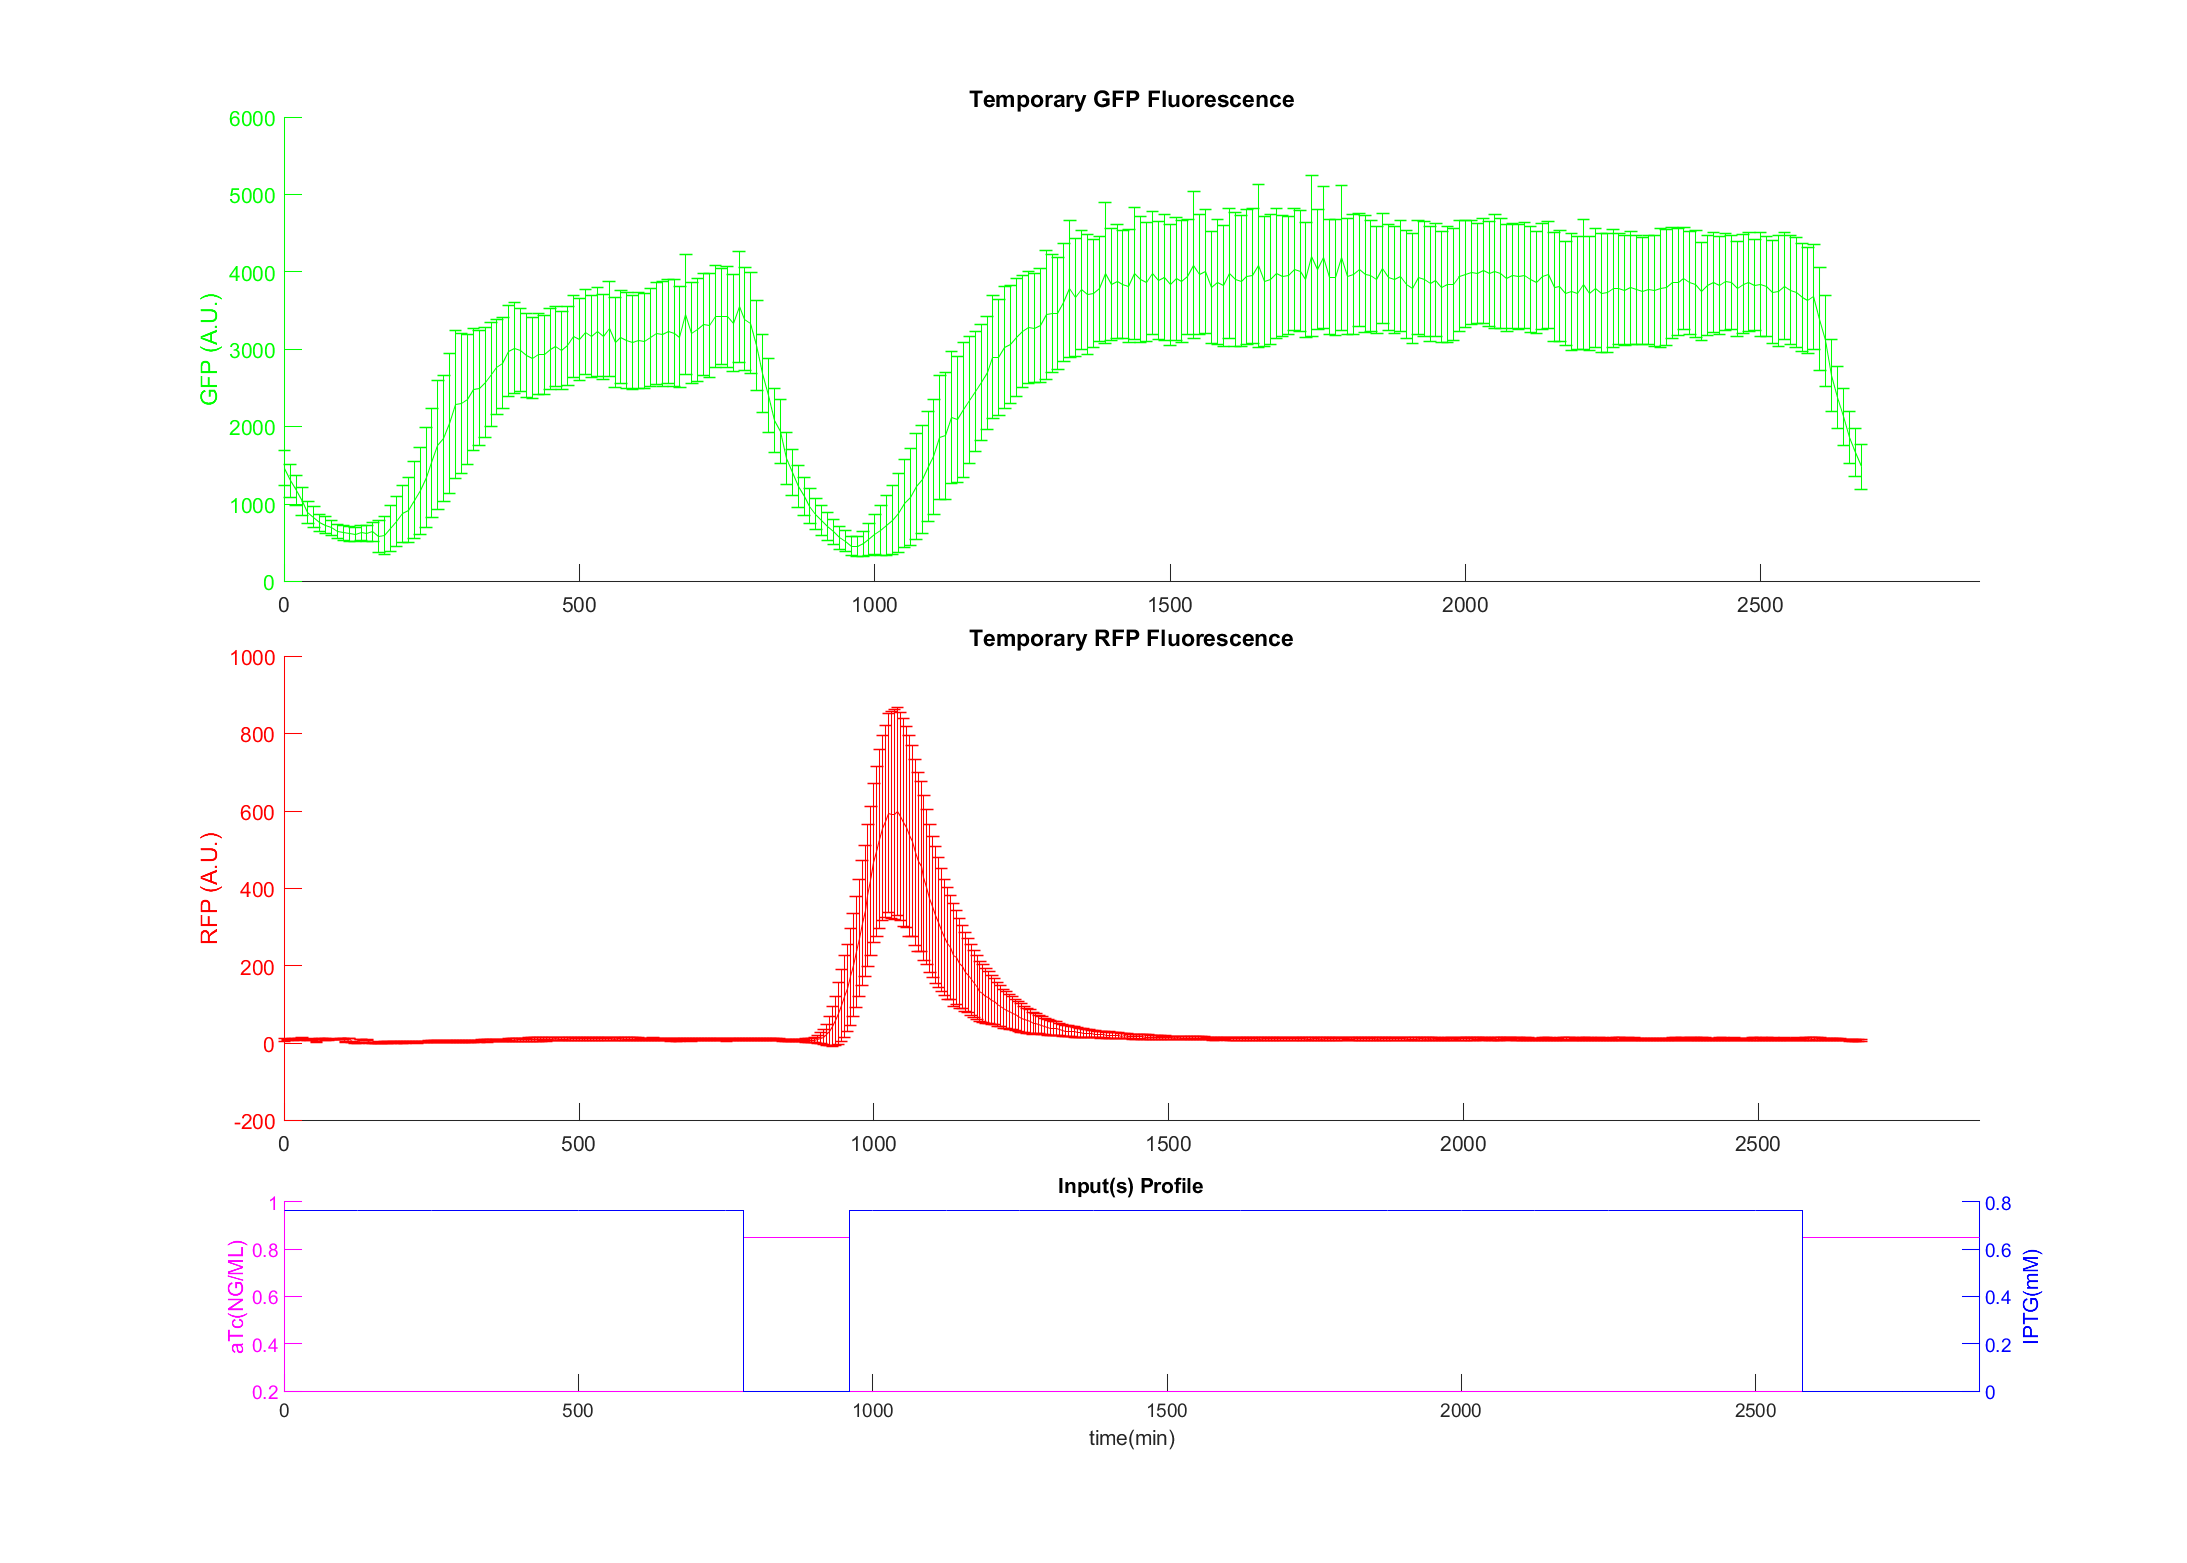 Temporary GFP Fluorescence
6000
5000
4000
3000
2000
1000
0
GFP (A.U.)
0 500 1000 1500 2000 2500
Temporary RFP Fluorescence
1000
800
600
400
200
0
-200
RFP (A.U.)
0 500 1000 1500 2000 2500
Input(s) Profile
1
0.8
0.6
0.4
0.2
aTc(NG/ML)
0.8
0.6
0.4
0.2
0
IPTG(mM)
0 500 1000 1500 2000 2500
time(min)